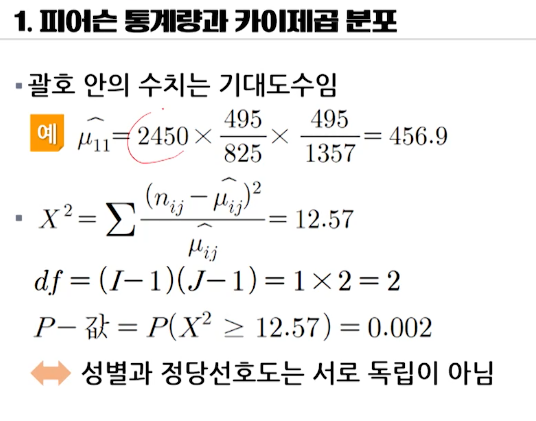 1. 피어슨 통계량과 카이제곱 분포
▪괄호 안의 수치는 기대도수임
예 $\widehat{\mu_{11}} = 2450 \times \frac{495}{825} \times \frac{495}{1357} = 456.9$
▪ $X^2 = \sum \frac{(n_{ij} - \widehat{\mu_{ij}})^2}{\widehat{\mu_{ij}}} = 12.57$
$df = (I-1)(J-1) = 1 \times 2 = 2$
$P-$ 값 $= P(X^2 \geq 12.57) = 0.002$
성별과 정당선호도는 서로 독립이 아님